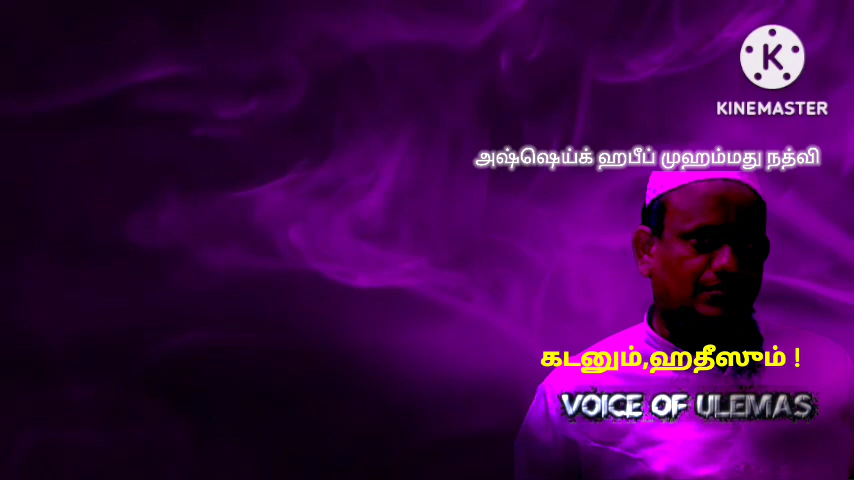 KINEMASTER
அஷ்ஷெய்க் ஹபீப் முஹம்மது நத்வி
கடனும்,ஹதீஸும் !
VOICE OF ULEMAS